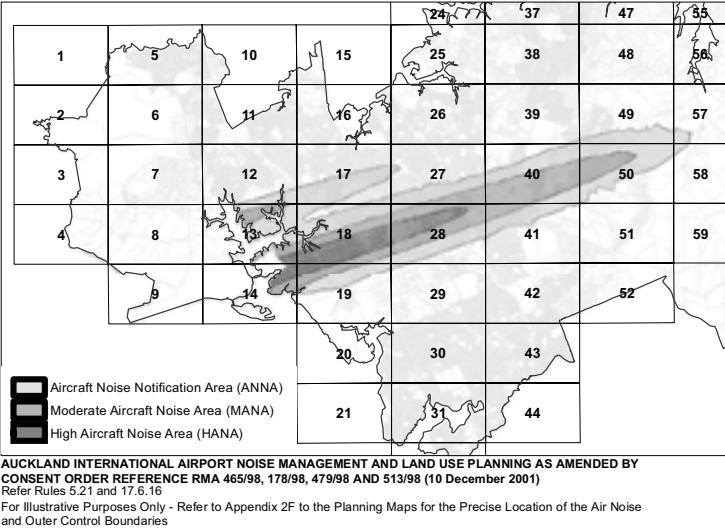 24 37 47 55
1 5 10 15 25 38 48 56
2 6 11 16 26 39 49 57
3 7 12 17 27 40 50 58
4 8 13 18 28 41 51 59
9 14 19 29 42 52
20 30 43
21 31 44
Aircraft Noise Notification Area (ANNA)
Moderate Aircraft Noise Area (MANA)
High Aircraft Noise Area (HANA)
AUCKLAND INTERNATIONAL AIRPORT NOISE MANAGEMENT AND LAND USE PLANNING AS AMENDED BY
CONSENT ORDER REFERENCE RMA 465/98, 178/98, 479/98 AND 513/98 (10 December 2001)
Refer Rules 5.21 and 17.6.16
For Illustrative Purposes Only - Refer to Appendix 2F to the Planning Maps for the Precise Location of the Air Noise
and Outer Control Boundaries